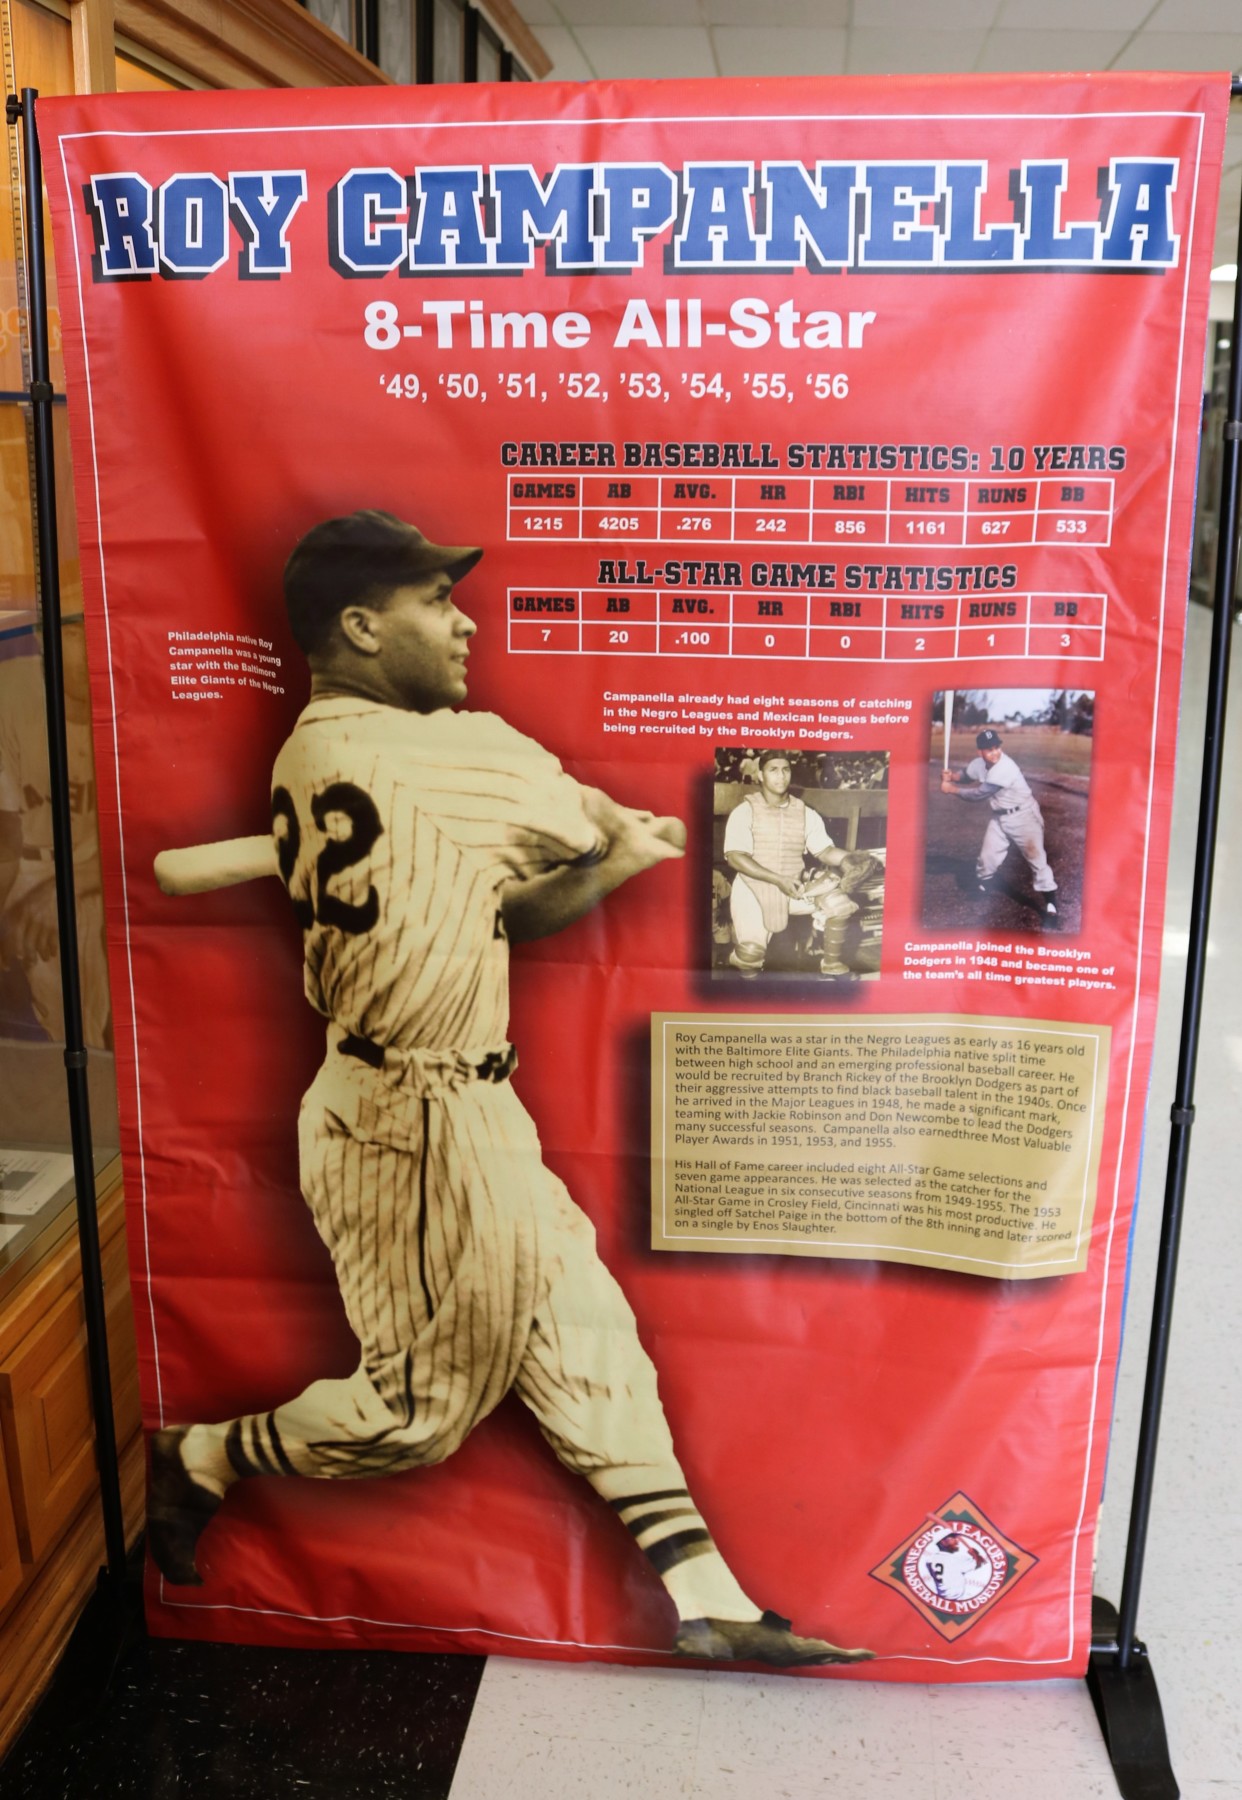 ROY CAMPANELLA
8-Time All-Star
‘49, ‘50, ’51, ’52, ’53, ’54, ’55, ‘56
CAREER BASEBALL STATISTICS: 10 YEARS
GAMES AB AVG. HR RBI HITS RUNS BB
1215 4205 .276 242 856 1161 627 533
ALL-STAR GAME STATISTICS
GAMES AB AVG. HR RBI HITS RUNS BB
7 20 .100 0 0 2 1 3
Philadelphia native Roy
Campanella was a young
star with the Baltimore
Elite Giants of the Negro
Leagues.
32
Campanella already had eight seasons of catching
in the Negro Leagues and Mexican leagues before
being recruited by the Brooklyn Dodgers.
B
Campanella joined the Brooklyn
Dodgers in 1948 and became one of
the team’s all time greatest players.
Roy Campanella was a star in the Negro Leagues as early as 16 years old
with the Baltimore Elite Giants. The Philadelphia native split time
between high school and an emerging professional baseball career. He
would be recruited by Branch Rickey of the Brooklyn Dodgers as part of
their aggressive attempts to find black baseball talent in the 1940s. Once
he arrived in the Major Leagues in 1948, he made a significant mark,
teaming with Jackie Robinson and Don Newcombe to lead the Dodgers
many successful seasons. Campanella also earnedthree Most Valuable
Player Awards in 1951, 1953, and 1955.
His Hall of Fame career included eight All-Star Game selections and
seven game appearances. He was selected as the catcher for the
National League in six consecutive seasons from 1949-1955. The 1953
All-Star Game in Crosley Field, Cincinnati was his most productive. He
singled off Satchel Paige in the bottom of the 8th inning and later scored
on a single by Enos Slaughter.
NEGRO LEAGUES
BASEBALL MUSEUM